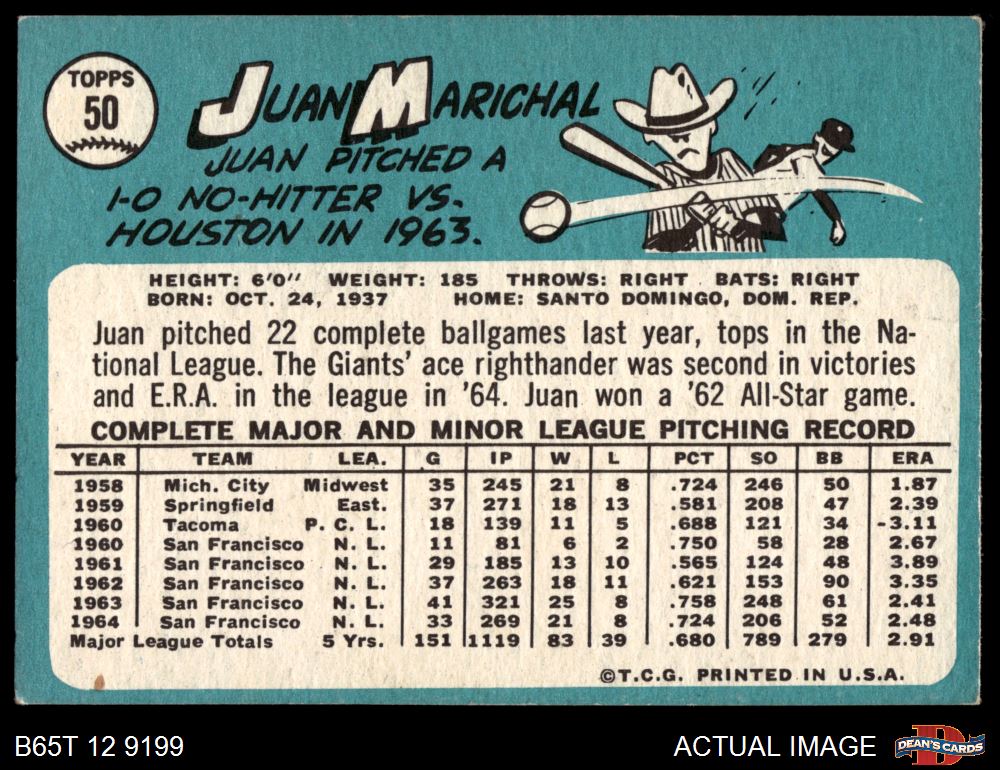 TOPPS
50
JUAN MARICHAL
JUAN PITCHED A
1-0 NO-HITTER VS.
HOUSTON IN 1963.
HEIGHT: 6'0" WEIGHT: 185 THROWS: RIGHT BATS: RIGHT
BORN: OCT. 24, 1937 HOME: SANTO DOMINGO, DOM. REP.
Juan pitched 22 complete ballgames last year, tops in the Na-
tional League. The Giants' ace righthander was second in victories
and E.R.A. in the league in '64. Juan won a '62 All-Star game.
COMPLETE MAJOR AND MINOR LEAGUE PITCHING RECORD
YEAR TEAM LEA. G IP W L PCT SO BB ERA
1958 Mich. City Midwest 35 245 21 8 .724 246 50 1.87
1959 Springfield East. 37 271 18 13 .581 208 47 2.39
1960 Tacoma P. C. L. 18 139 11 5 .688 121 34 -3.11
1960 San Francisco N. L. 11 81 6 2 .750 58 28 2.67
1961 San Francisco N. L. 29 185 13 10 .565 124 48 3.89
1962 San Francisco N. L. 37 263 18 11 .621 153 90 3.35
1963 San Francisco N. L. 41 321 25 8 .758 248 61 2.41
1964 San Francisco N. L. 33 269 21 8 .724 206 52 2.48
Major League Totals 5 Yrs. 151 1119 83 39 .680 789 279 2.91
©T.C.G. PRINTED IN U.S.A.
B65T 12 9199 ACTUAL IMAGE DEAN'S CARDS